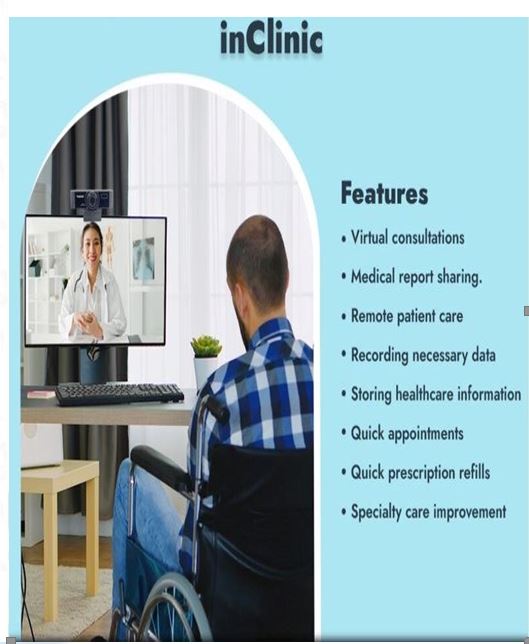 inClinic
Features
• Virtual consultations
• Medical report sharing.
• Remote patient care
• Recording necessary data
• Storing healthcare information
• Quick appointments
• Quick prescription refills
• Specialty care improvement